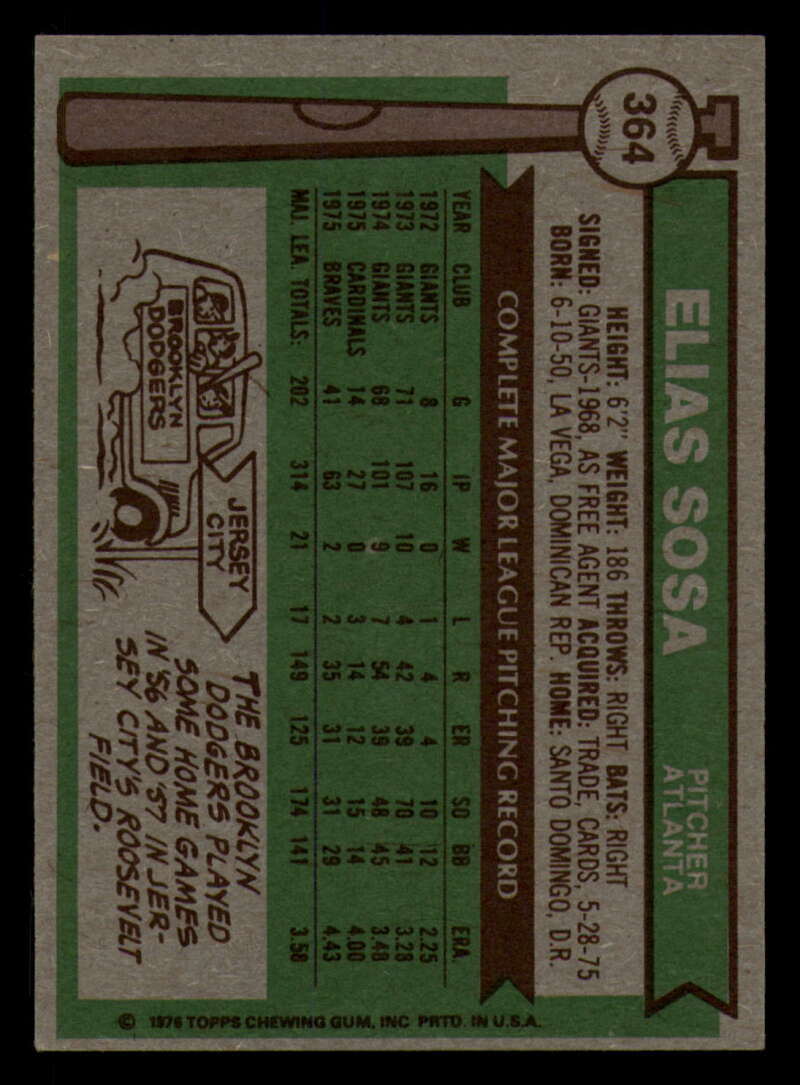 364
ELIAS SOSA
PITCHER
ATLANTA
HEIGHT: 6'2" WEIGHT: 186 THROWS: RIGHT BATS: RIGHT
SIGNED: GIANTS-1968, AS FREE AGENT ACQUIRED: TRADE, CARDS, 5-28-75
BORN: 6-10-50, LA VEGA, DOMINICAN REP. HOME: SANTO DOMINGO, D.R.
COMPLETE MAJOR LEAGUE PITCHING RECORD
YEAR CLUB G IP W L R ER SO BB ERA.
1972 GIANTS 8 16 0 1 4 4 10 12 2.25
1973 GIANTS 71 107 10 4 42 39 70 41 3.28
1974 GIANTS 68 101 9 7 54 39 48 45 3.48
1975 CARDINALS 14 27 0 3 14 12 15 14 4.00
1975 BRAVES 41 63 2 2 35 31 31 29 4.43
MAJ. LEA. TOTALS: 202 314 21 17 149 125 174 141 3.58
BROOKLYN
DODGERS
JERSEY
CITY
THE BROOKLYN
DODGERS PLAYED
SOME HOME GAMES
IN '56 AND '57 IN JER-
SEY CITY'S ROOSEVELT
FIELD.
© 1976 TOPPS CHEWING GUM, INC PRTD. IN U.S.A.